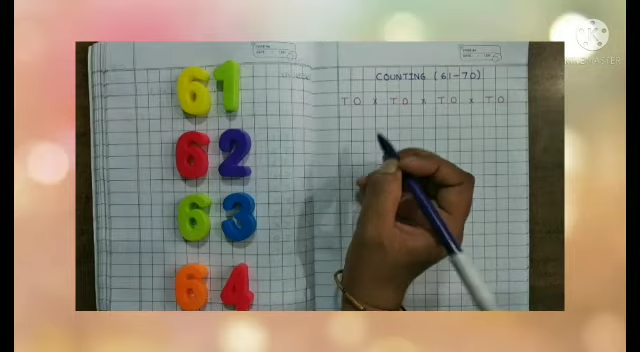 COUNTING (61-70)
T O x T O x T O x T O
61
62
63
64